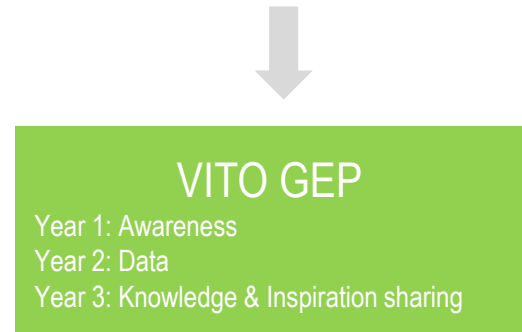 VITO GEP
Year 1: Awareness
Year 2: Data
Year 3: Knowledge & Inspiration sharing